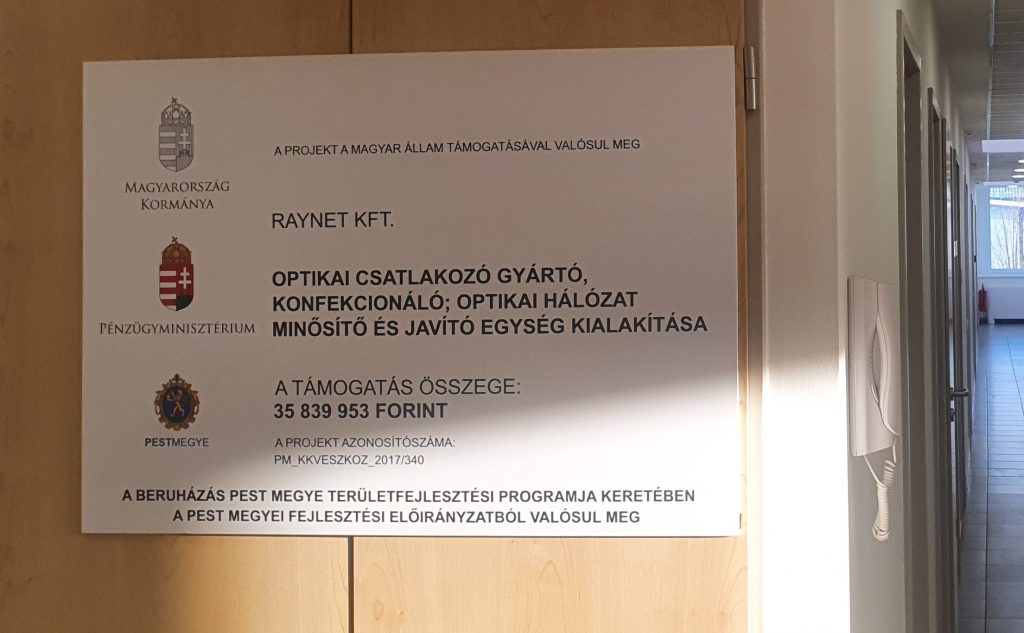 MAGYARORSZÁG
KORMÁNYA
A PROJEKT A MAGYAR ÁLLAM TÁMOGATÁSÁVAL VALÓSUL MEG
RAYNET KFT.
PÉNZÜGYMINISZTÉRIUM
OPTIKAI CSATLAKOZÓ GYÁRTÓ,
KONFEKCIONÁLÓ; OPTIKAI HÁLÓZAT
MINŐSÍTŐ ÉS JAVÍTÓ EGYSÉG KIALAKÍTÁSA
PESTMEGYE
A TÁMOGATÁS ÖSSZEGE:
35 839 953 FORINT
A PROJEKT AZONOSÍTÓSZÁMA:
PM_KKVESZKOZ_2017/340
A BERUHÁZÁS PEST MEGYE TERÜLETFEJLESZTÉSI PROGRAMJA KERETÉBEN
A PEST MEGYEI FEJLESZTÉSI ELŐIRÁNYZATBÓL VALÓSUL MEG